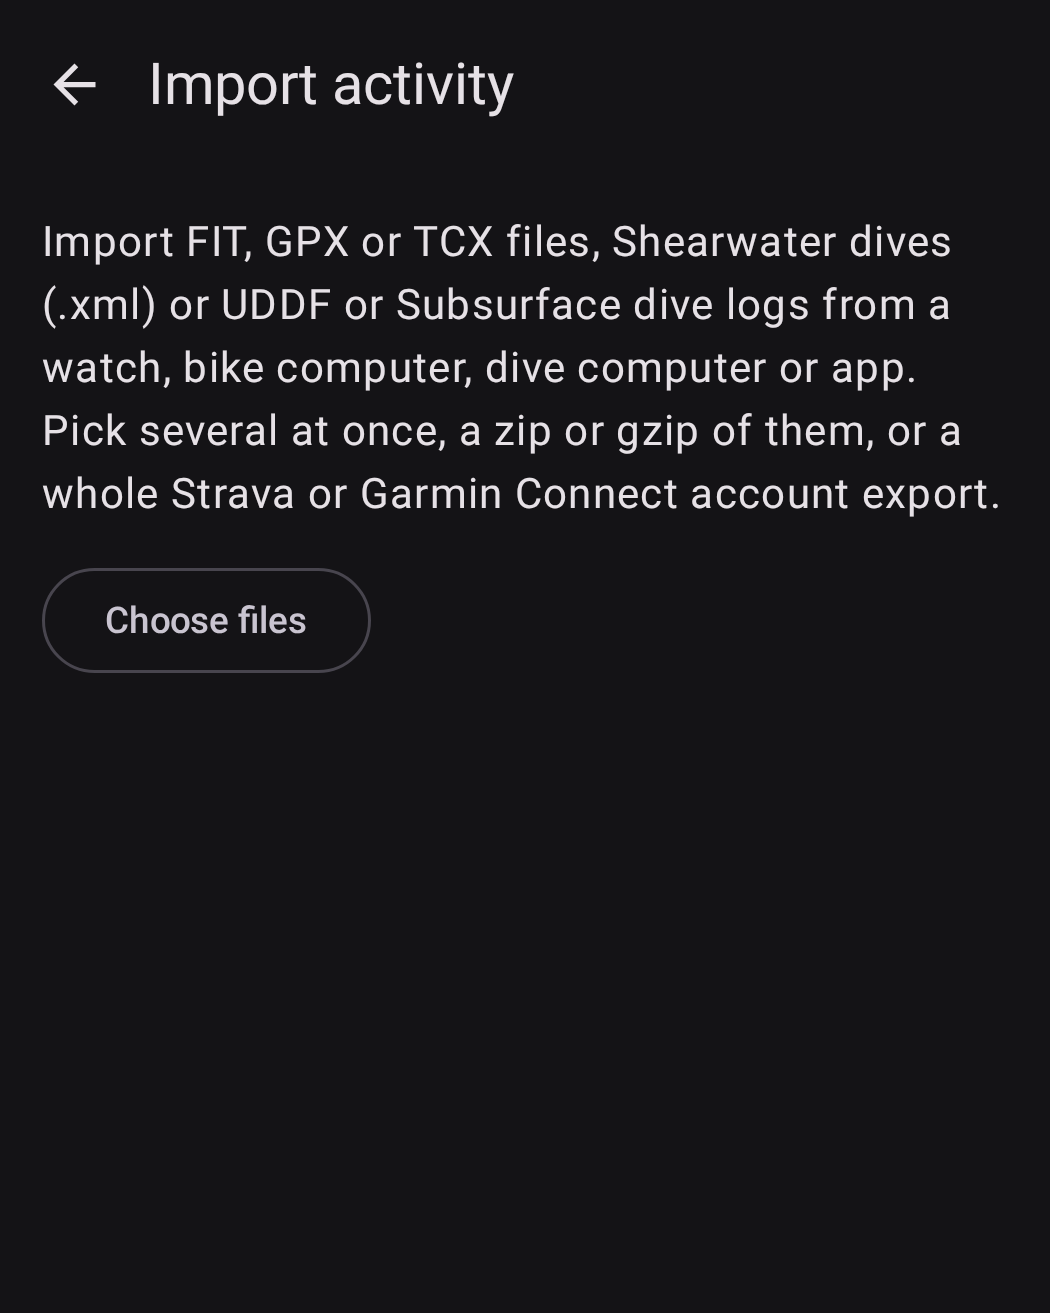 Import activity
Import FIT, GPX or TCX files, Shearwater dives
(.xml) or UDDF or Subsurface dive logs from a
watch, bike computer, dive computer or app.
Pick several at once, a zip or gzip of them, or a
whole Strava or Garmin Connect account export.
Choose files